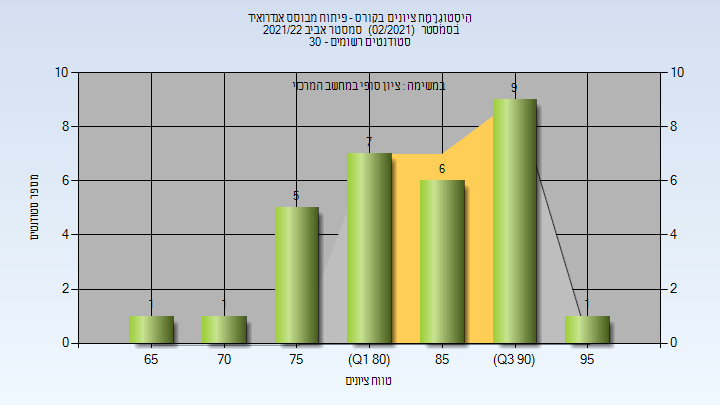 היסטוגרמת ציונים בקורס - פיתוח מבוסס אנדרואיד
בסמסטר (02/2021) סמסטר אביב 2021/22
סטודנטים רשומים - 30
במשימה : ציון סופי במחשב המרכזי
מספר סטודנטים
10 10
8 8
6 6
4 4
2 2
0 0
1 1 5 7 6 9 1
65 70 75 (Q1 80) 85 (Q3 90) 95
טווח ציונים